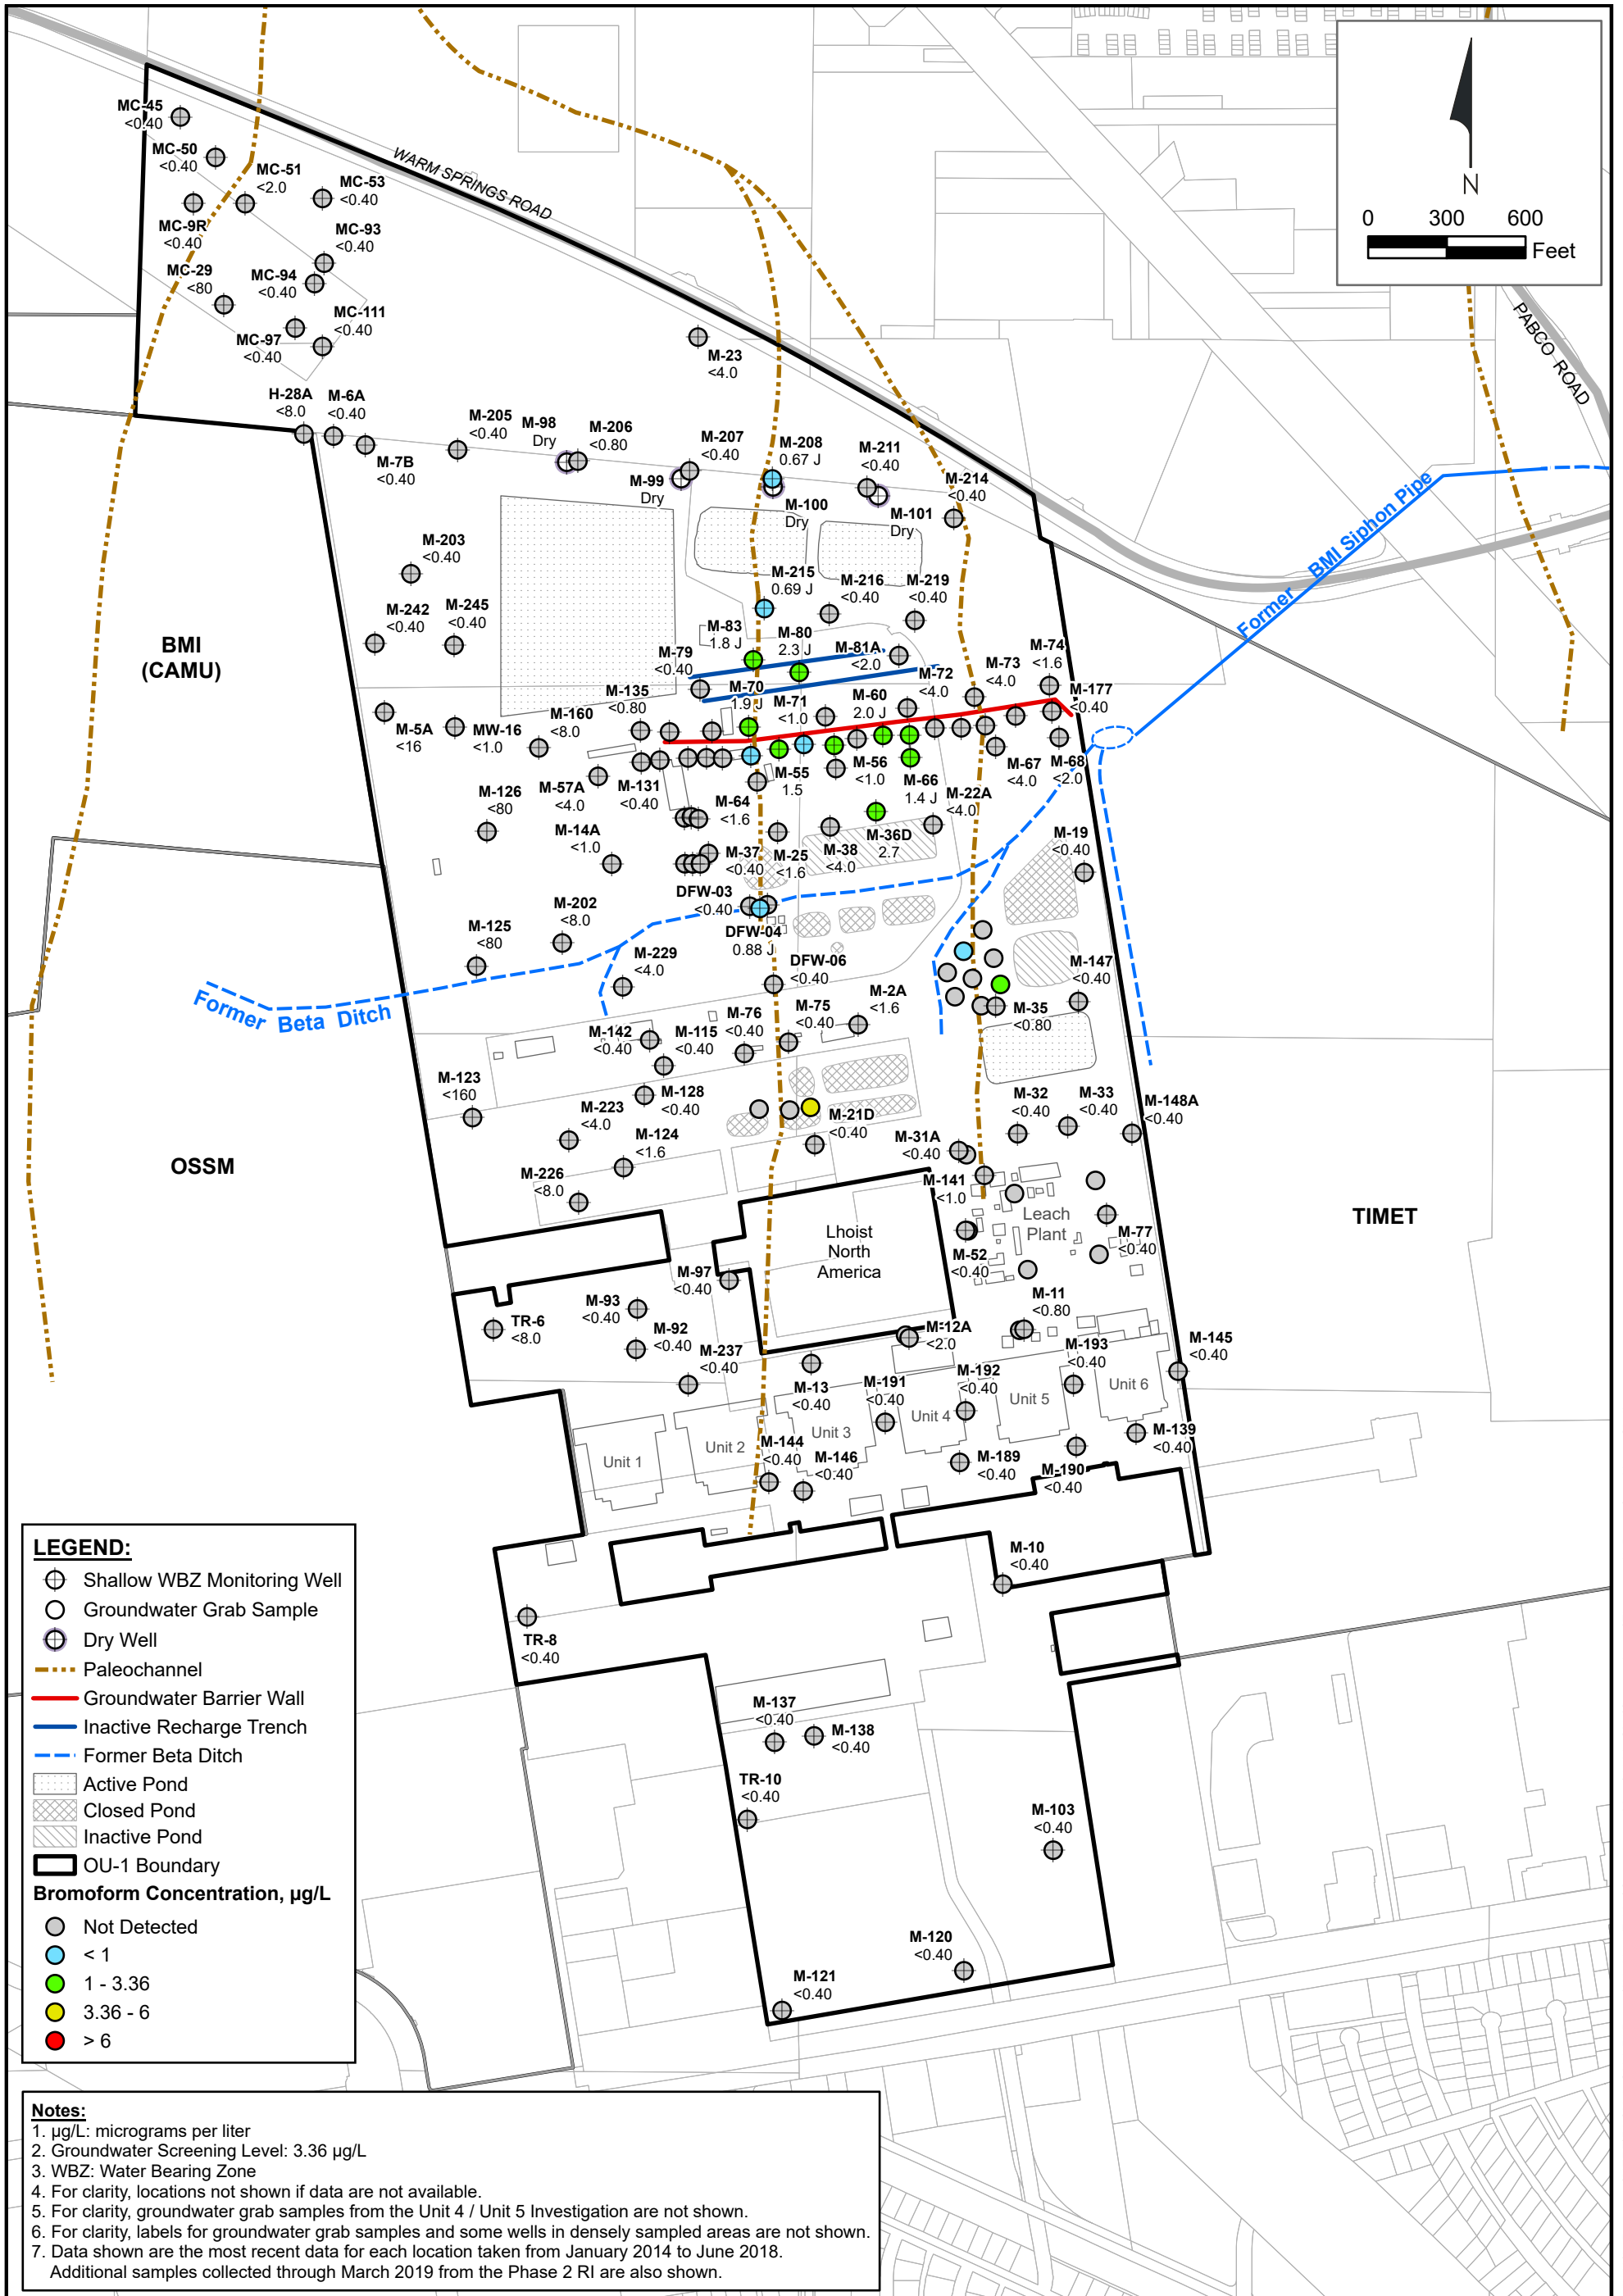 N
0 300 600
Feet
WARM SPRINGS ROAD
PABCO ROAD
MC-45
<0.40
MC-50
<0.40
MC-51
<2.0
MC-53
<0.40
MC-9R
<0.40
MC-93
<0.40
MC-29
<80
MC-94
<0.40
MC-111
<0.40
MC-97
<0.40
M-23
<4.0
H-28A
<8.0
M-6A
<0.40
M-7B
<0.40
M-205
<0.40
M-98
Dry
M-206
<0.80
M-207
<0.40
M-99
Dry
M-208
0.67 J
M-100
Dry
M-211
<0.40
M-101
Dry
M-214
<0.40
Former BMI Siphon Pipe
M-203
<0.40
M-215
0.69 J
M-216
<0.40
M-219
<0.40
M-242
<0.40
M-245
<0.40
BMI
(CAMU)
M-83
1.8 J
M-80
2.3 J
M-81A
<2.0
M-79
<0.40
M-74
<1.6
M-73
<4.0
M-72
<4.0
M-177
<0.40
M-135
<0.80
M-70
1.9 J
M-71
<1.0
M-60
2.0 J
M-5A
<16
MW-16
<1.0
M-160
<8.0
M-57A
<4.0
M-131
<0.40
M-55
1.5
M-56
<1.0
M-66
1.4 J
M-67
<4.0
M-68
<2.0
M-126
<80
M-64
<1.6
M-22A
<4.0
M-14A
<1.0
M-37
<0.40
M-25
<1.6
M-38
<4.0
M-36D
2.7
M-19
<0.40
DFW-03
<0.40
DFW-04
0.88 J
M-202
<8.0
M-125
<80
M-229
<4.0
DFW-06
<0.40
M-147
<0.40
Former Beta Ditch
M-2A
<1.6
M-35
<0.80
M-76
<0.40
M-75
<0.40
M-142
<0.40
M-115
<0.40
M-123
<160
M-128
<0.40
M-223
<4.0
M-124
<1.6
M-21D
<0.40
M-32
<0.40
M-33
<0.40
M-148A
<0.40
M-31A
<0.40
OSSM
M-226
<8.0
M-141
<1.0
Leach
Plant
TIMET
Lhoist
North
America
M-52
<0.40
M-77
<0.40
M-97
<0.40
M-93
<0.40
TR-6
<8.0
M-92
<0.40
M-11
<0.80
M-12A
<2.0
M-237
<0.40
M-13
<0.40
M-191
<0.40
M-192
<0.40
M-193
<0.40
M-145
<0.40
Unit 1
Unit 2
Unit 3
Unit 4
Unit 5
Unit 6
M-144
<0.40
M-146
<0.40
M-189
<0.40
M-190
<0.40
M-139
<0.40
M-10
<0.40
TR-8
<0.40
M-137
<0.40
M-138
<0.40
TR-10
<0.40
M-103
<0.40
M-120
<0.40
M-121
<0.40
LEGEND:
Shallow WBZ Monitoring Well
Groundwater Grab Sample
Dry Well
Paleochannel
Groundwater Barrier Wall
Inactive Recharge Trench
Former Beta Ditch
Active Pond
Closed Pond
Inactive Pond
OU-1 Boundary
Bromoform Concentration, µg/L
Not Detected
< 1
1 - 3.36
3.36 - 6
> 6
Notes:
1. µg/L: micrograms per liter
2. Groundwater Screening Level: 3.36 µg/L
3. WBZ: Water Bearing Zone
4. For clarity, locations not shown if data are not available.
5. For clarity, groundwater grab samples from the Unit 4 / Unit 5 Investigation are not shown.
6. For clarity, labels for groundwater grab samples and some wells in densely sampled areas are not shown.
7. Data shown are the most recent data for each location taken from January 2014 to June 2018.
Additional samples collected through March 2019 from the Phase 2 RI are also shown.